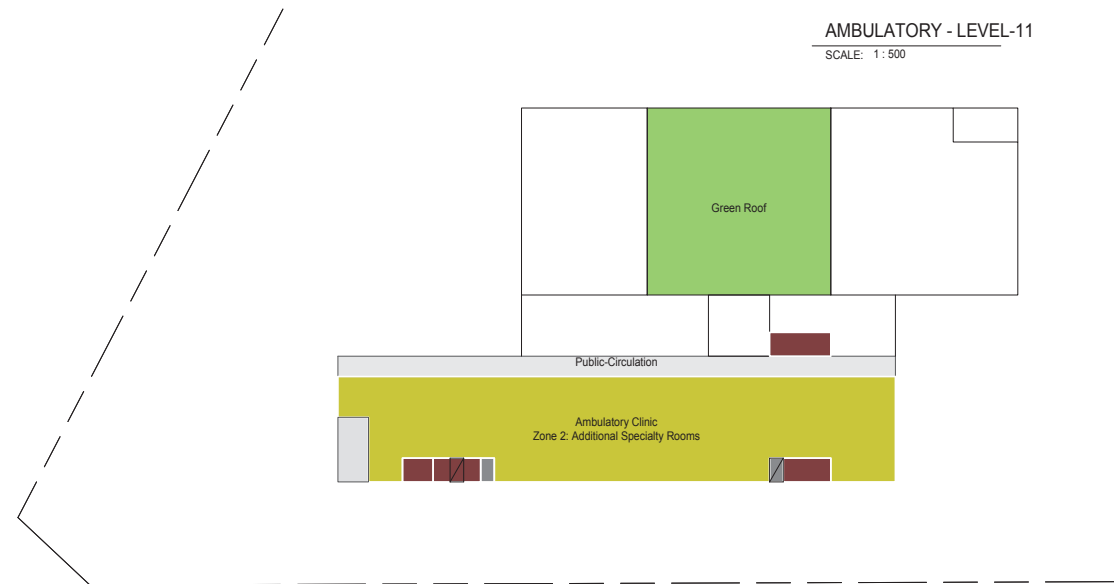 AMBULATORY - LEVEL-11
SCALE: 1 : 500
Green Roof
Public-Circulation
Ambulatory Clinic
Zone 2: Additional Specialty Rooms